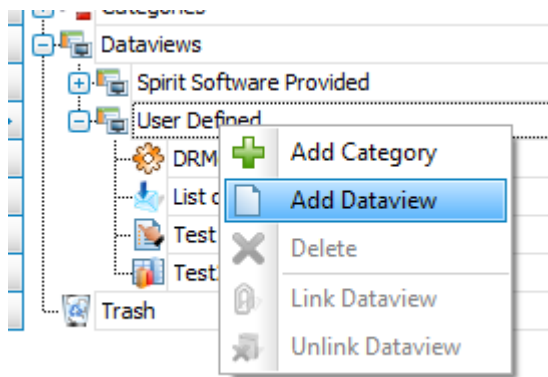 Categories
Dataviews
Spirit Software Provided
User Defined
DRM
Add Category
List
Add Dataview
Test
Delete
Test
Link Dataview
Trash
Unlink Dataview